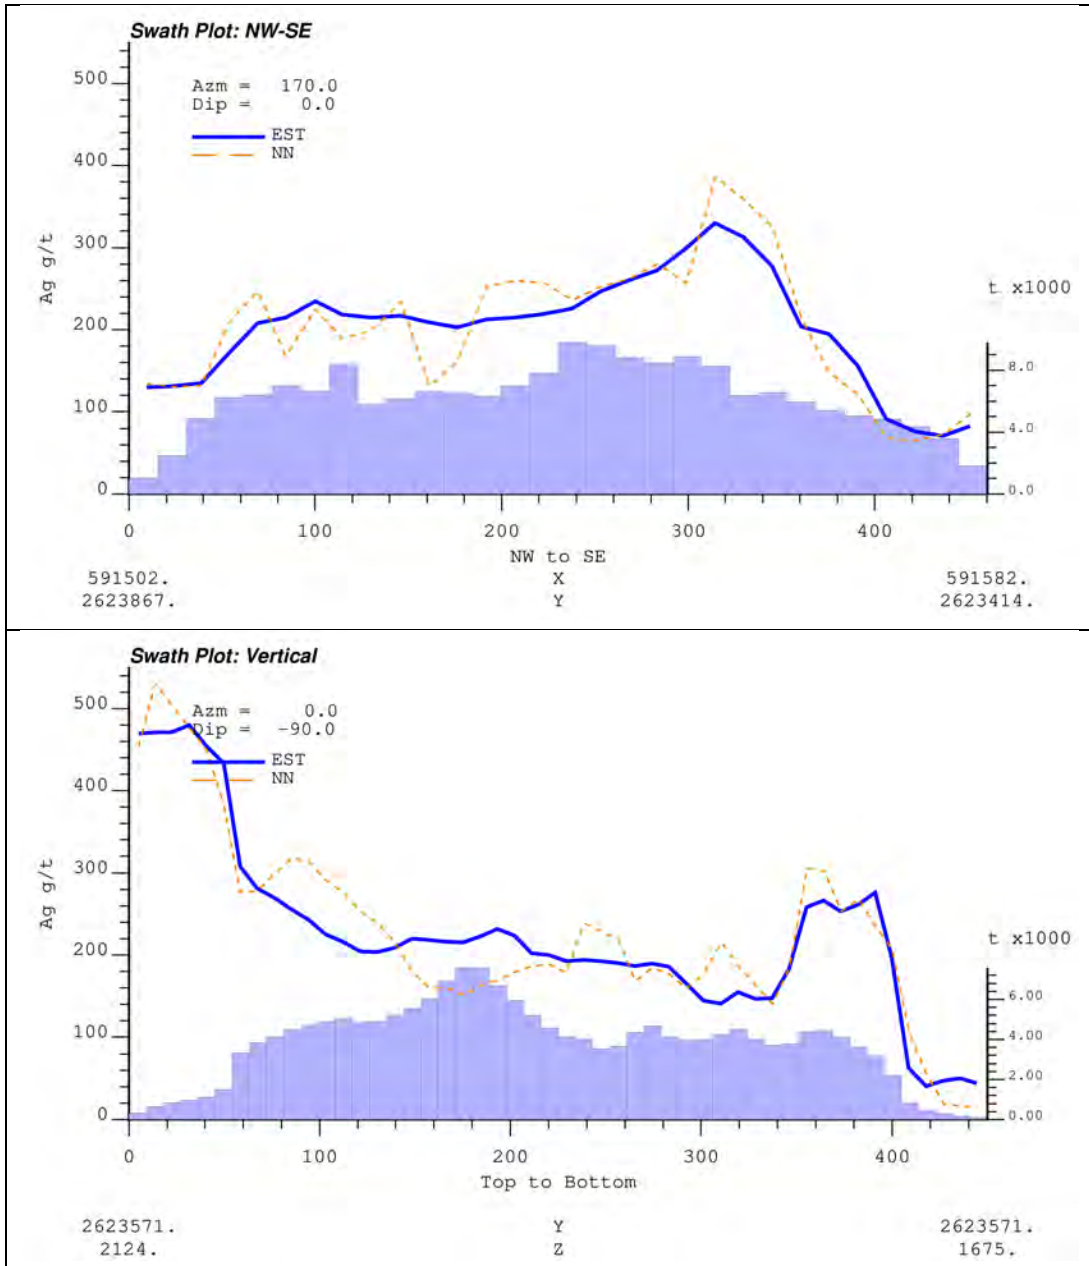 Swath Plot: NW-SE
Azm = 170.0
Dip = 0.0
EST
NN
500
400
300
200
100
0
Ag g/t
t x1000
8.0
4.0
0.0
0 100 200 300 400
NW to SE
591502. X 591582.
2623867. Y 2623414.
Swath Plot: Vertical
Azm = 0.0
Dip = -90.0
EST
NN
500
400
300
200
100
0
Ag g/t
t x1000
6.00
4.00
2.00
0.00
0 100 200 300 400
Top to Bottom
2623571. Y 2623571.
2124. Z 1675.